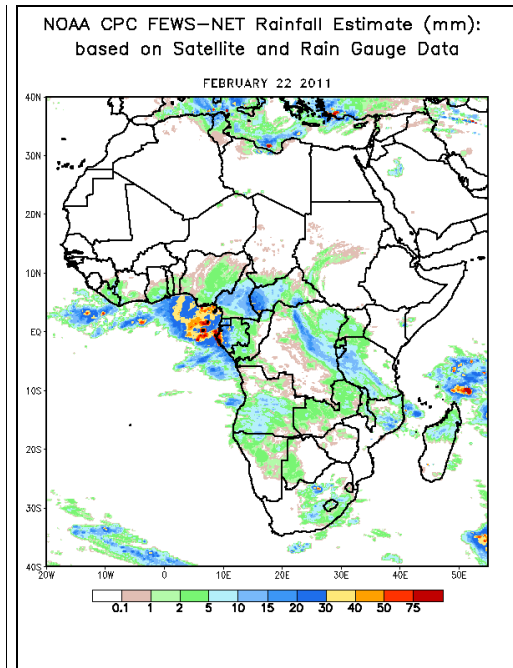 NOAA CPC FEWS-NET Rainfall Estimate (mm):
based on Satellite and Rain Gauge Data
FEBRUARY 22 2011
40N
30N
20N
10N
EQ
10S
20S
30S
40S
20W 10W 0 10E 20E 30E 40E 50E
0.1 1 2 5 10 15 20 30 40 50 75